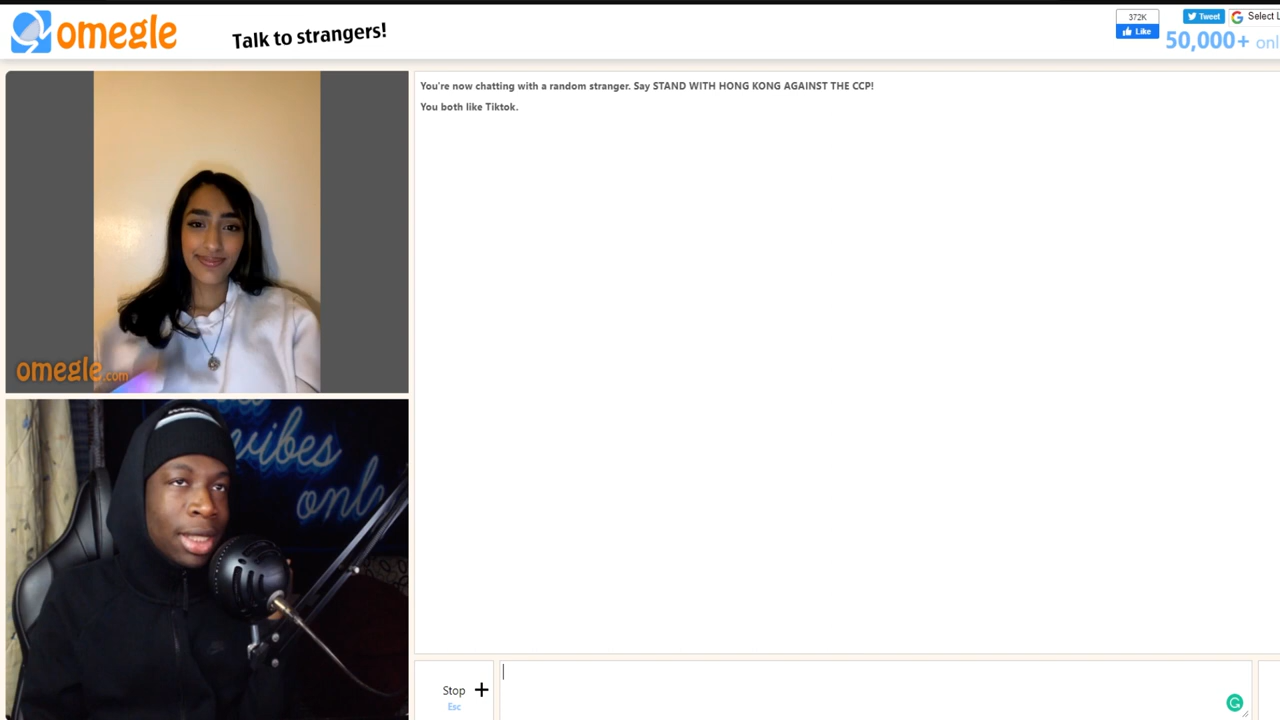 omegle
Talk to strangers!
372K
Like
Tweet
Select L
50,000+ onl
You're now chatting with a random stranger. Say STAND WITH HONG KONG AGAINST THE CCP!
You both like Tiktok.
omegle.com
vibes
only
Stop
Esc